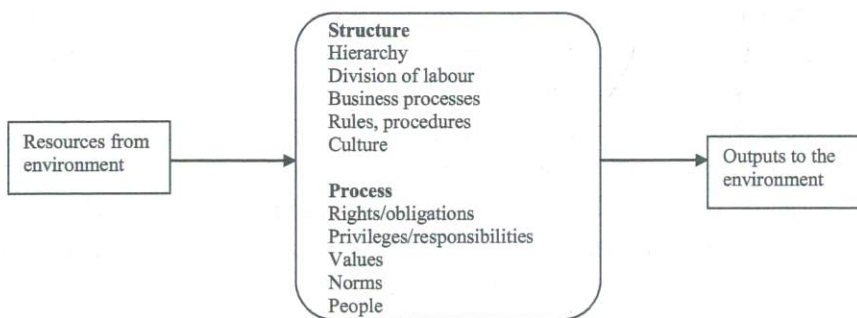 Resources from
environment
Structure
Hierarchy
Division of labour
Business processes
Rules, procedures
Culture
Process
Rights/obligations
Privileges/responsibilities
Values
Norms
People
Outputs to the
environment